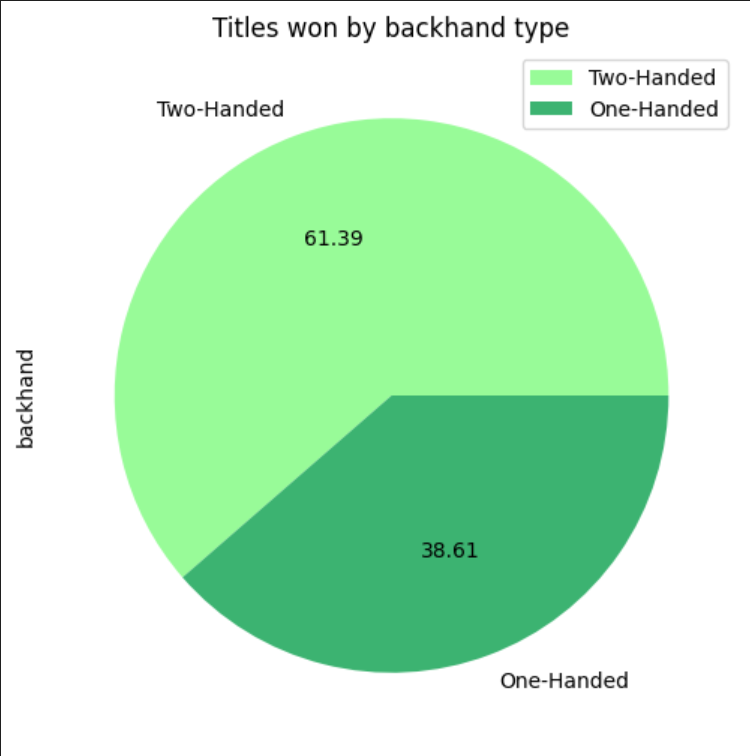 Titles won by backhand type
Two-Handed
One-Handed
Two-Handed
61.39
backhand
38.61
One-Handed